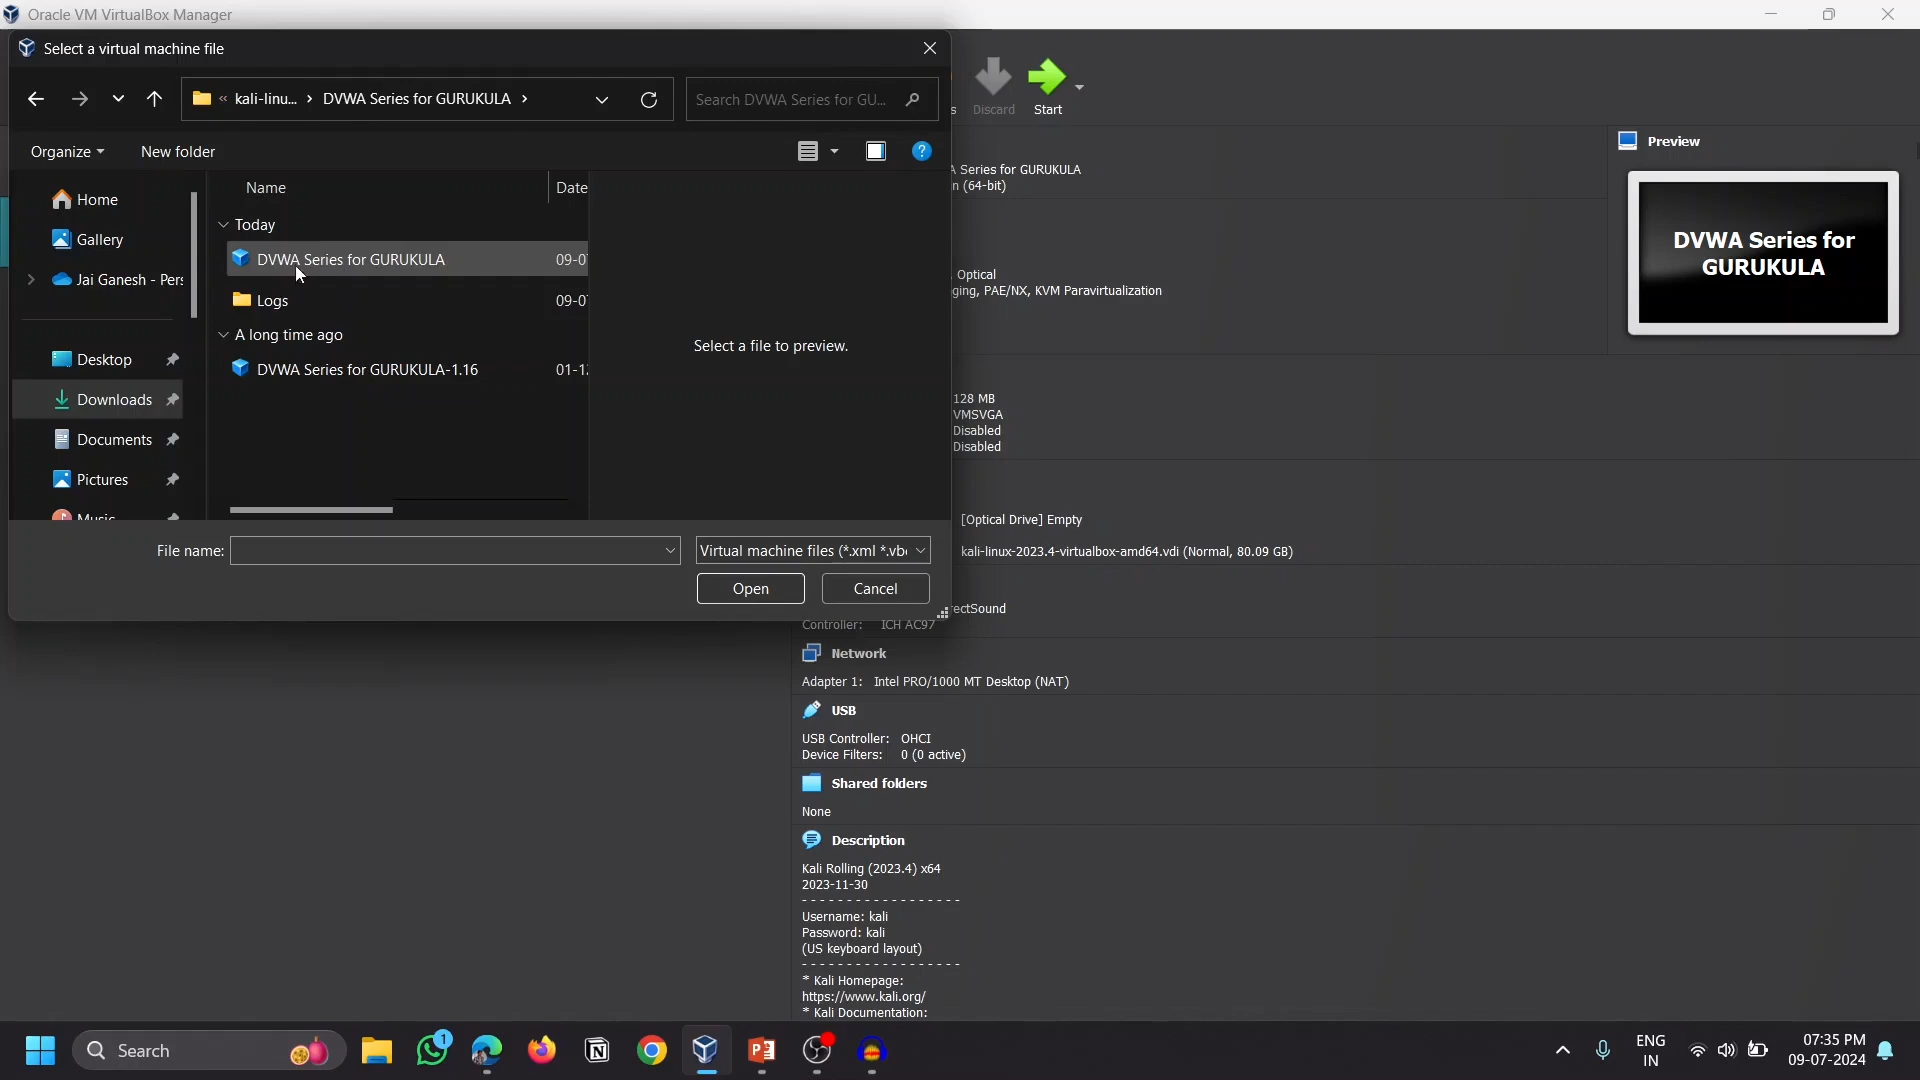 Oracle VM VirtualBox Manager
Select a virtual machine file
« kali-linu... › DVWA Series for GURUKULA ›
Search DVWA Series for GU...
s
Discard
Start
Organize
New folder
?
Home
Gallery
Jai Ganesh - Pers
Desktop
Downloads
Documents
Pictures
Music
Name
Date
Today
DVWA Series for GURUKULA 09-0
Logs 09-0
A long time ago
DVWA Series for GURUKULA-1.16 01-1
Select a file to preview.
File name:
Virtual machine files (*.xml *.vb
Open
Cancel
A Series for GURUKULA
n (64-bit)
Preview
DVWA Series for
GURUKULA
, Optical
ging, PAE/NX, KVM Paravirtualization
128 MB
VMSVGA
Disabled
Disabled
[Optical Drive] Empty
kali-linux-2023.4-virtualbox-amd64.vdi (Normal, 80.09 GB)
rectSound
Controller: ICH AC97
Network
Adapter 1: Intel PRO/1000 MT Desktop (NAT)
USB
USB Controller: OHCI
Device Filters: 0 (0 active)
Shared folders
None
Description
Kali Rolling (2023.4) x64
2023-11-30
- - - - - - - - - - - - - - - - - -
Username: kali
Password: kali
(US keyboard layout)
- - - - - - - - - - - - - - - - - -
* Kali Homepage:
https://www.kali.org/
* Kali Documentation:
Search
1
ENG
IN
07:35 PM
09-07-2024